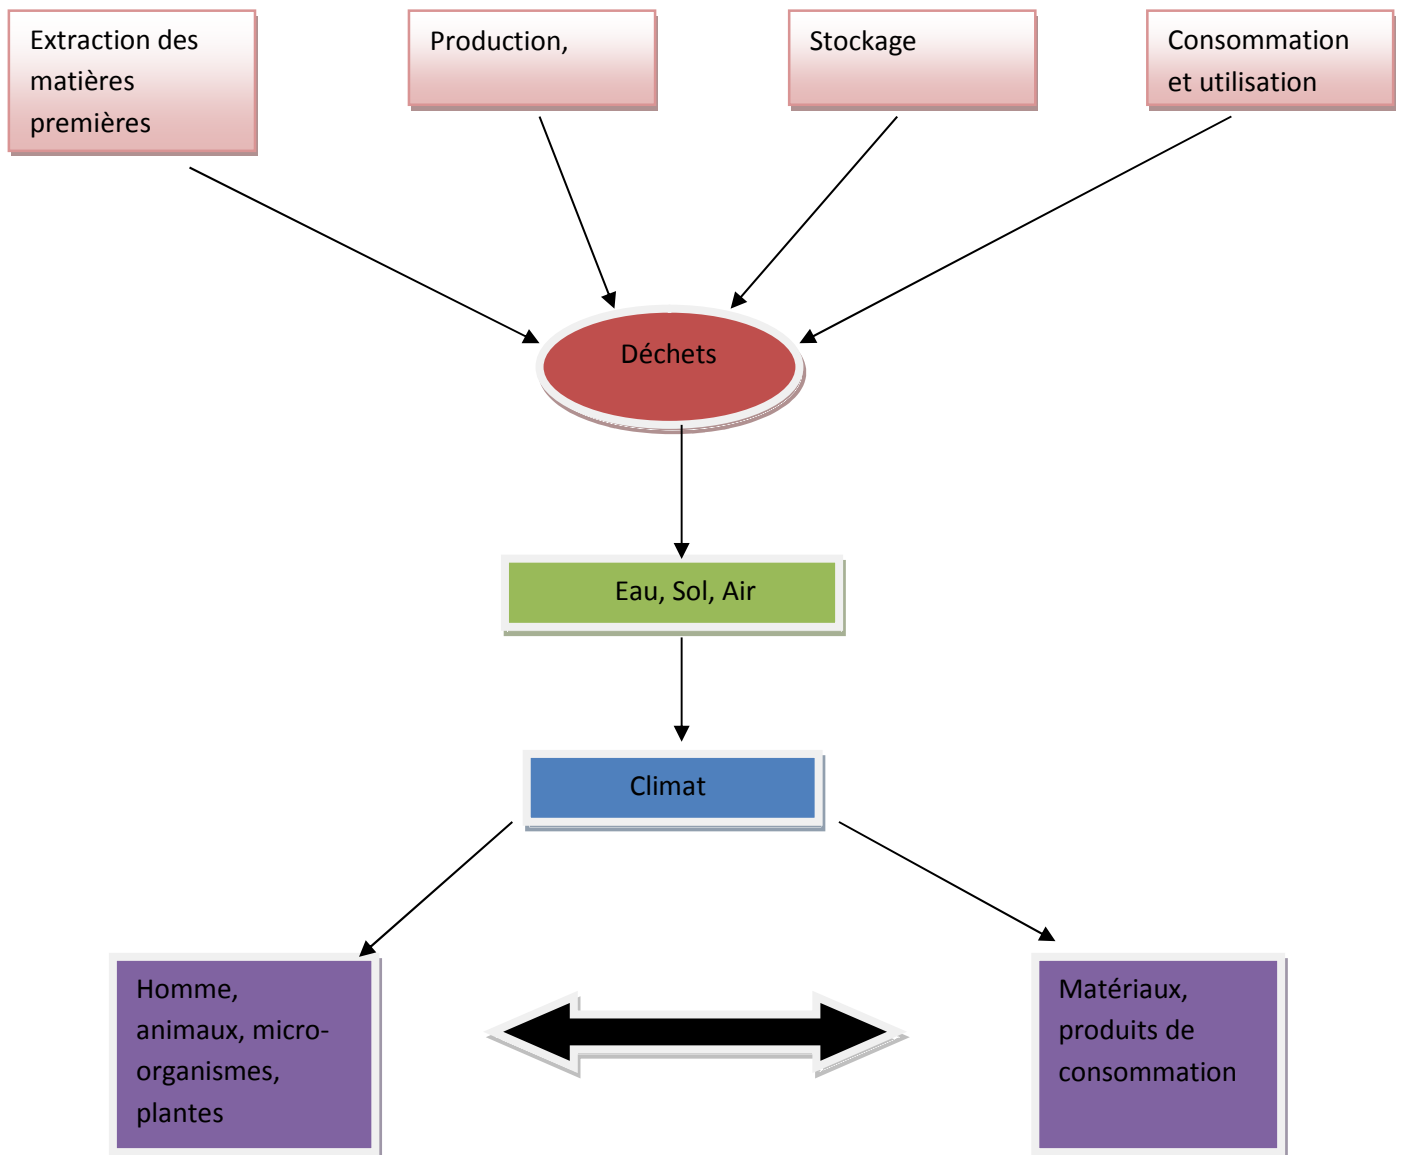 Extraction des
matières
premières
Production,
Stockage
Consommation
et utilisation
Déchets
Eau, Sol, Air
Climat
Homme,
animaux, micro-
organismes,
plantes
Matériaux,
produits de
consommation